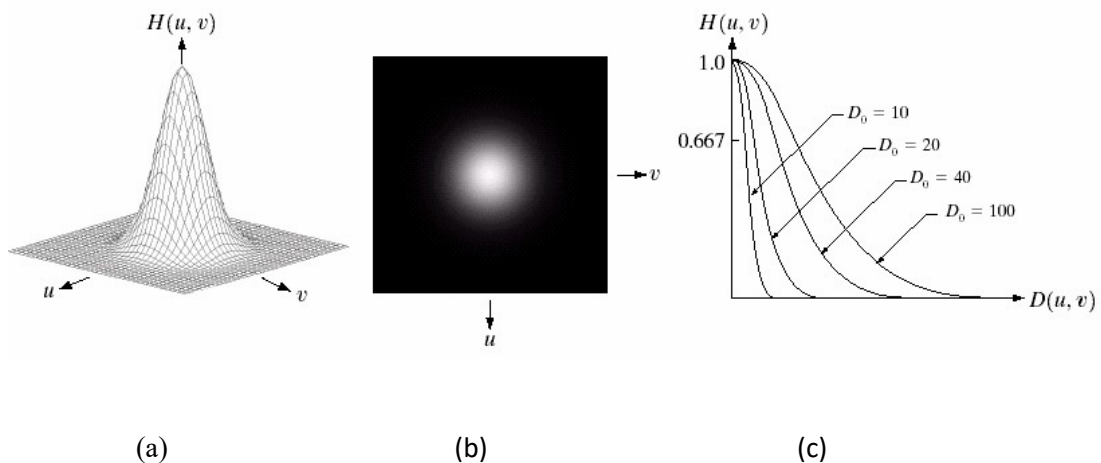 H(u, v)
u
v
v
u
H(u, v)
1.0
0.667
D₀ = 10
D₀ = 20
D₀ = 40
D₀ = 100
D(u, v)
(a) (b) (c)